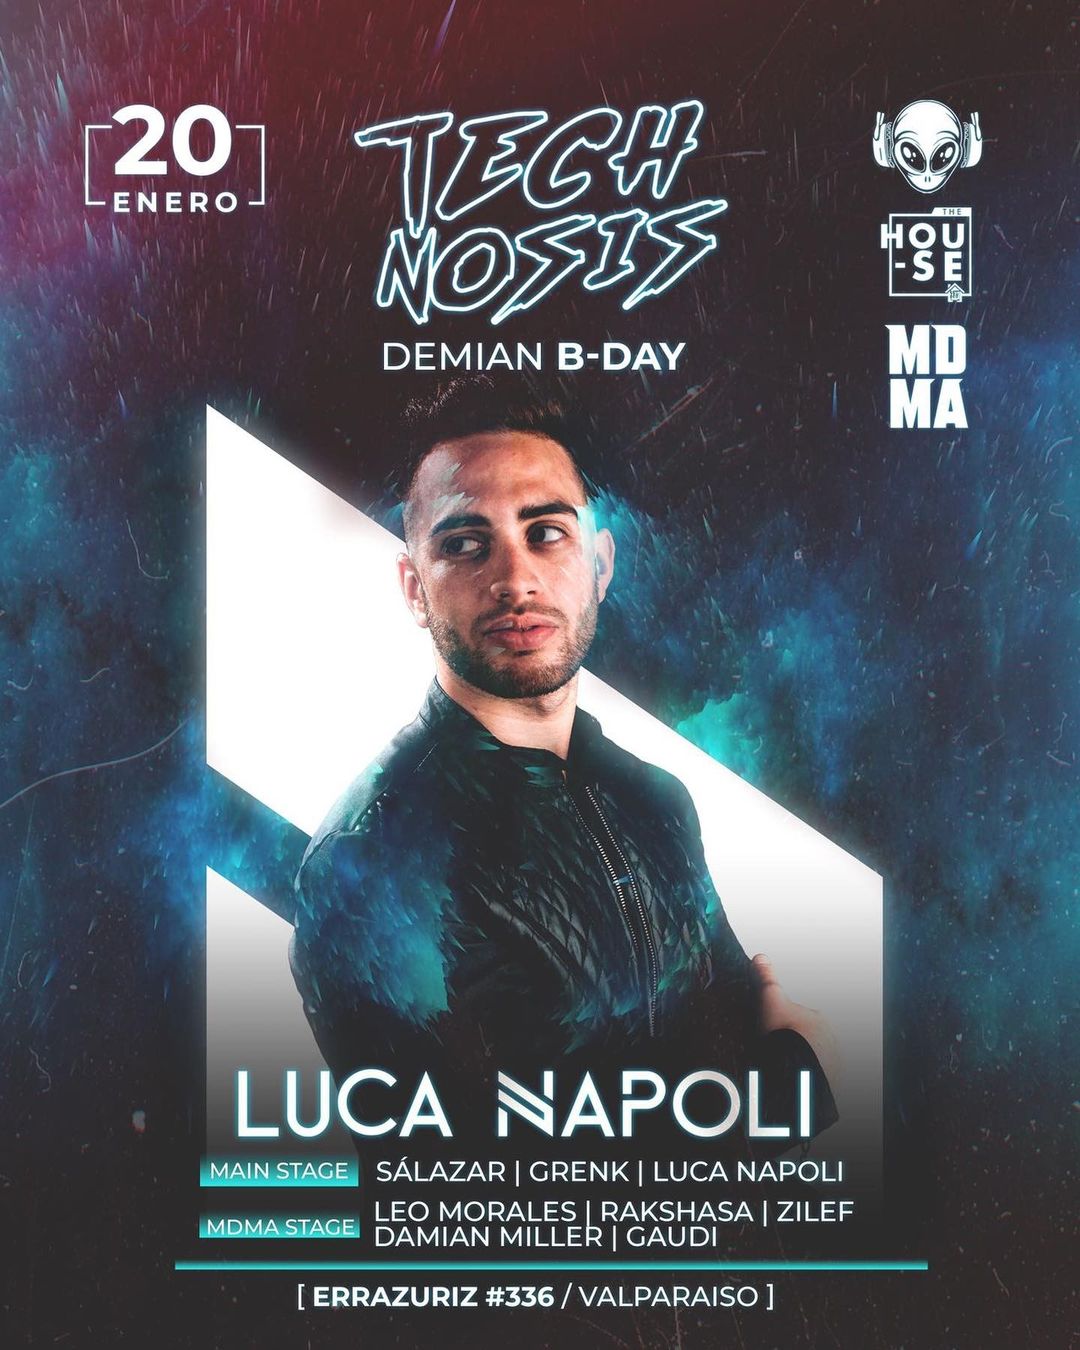 20
ENERO
TECH
NOSIS
DEMIAN B-DAY
THE
HOU
-SE
MD
MA
LUCA NAPOLI
MAIN STAGE SÁLAZAR | GRENK | LUCA NAPOLI
MDMA STAGE LEO MORALES | RAKSHASA | ZILEF
DAMIAN MILLER | GAUDI
[ ERRAZURIZ #336 / VALPARAISO ]